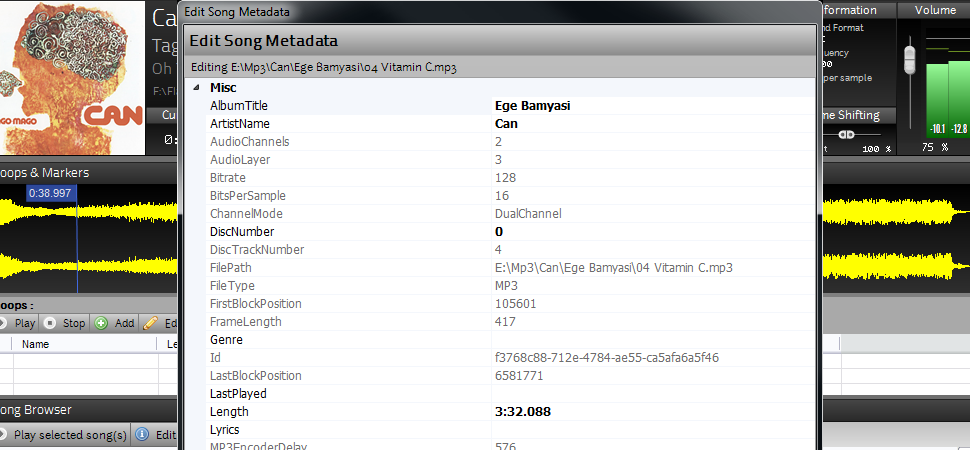 Edit Song Metadata
Edit Song Metadata
Editing E:\Mp3\Can\Ege Bamyasi\04 Vitamin C.mp3
Misc
AlbumTitle Ege Bamyasi
ArtistName Can
AudioChannels 2
AudioLayer 3
Bitrate 128
BitsPerSample 16
ChannelMode DualChannel
DiscNumber 0
DiscTrackNumber 4
FilePath E:\Mp3\Can\Ege Bamyasi\04 Vitamin C.mp3
FileType MP3
FirstBlockPosition 105601
FrameLength 417
Genre
Id f3768c88-712e-4784-ae55-ca5afa6a5f46
LastBlockPosition 6581771
LastPlayed
Length 3:32.088
Lyrics
MP3EncoderDelay 576
GO MAGO
CAN
Ca
Tag
Oh
F:\Fl
Cu
0:
oops & Markers
0:38.997
oops :
Play Stop Add Ed
Name Le
ong Browser
Play selected song(s) Edit
formation
nd Format
quency
00
per sample
me Shifting
t 100 %
Volume
-10.1 -12.8
75 %